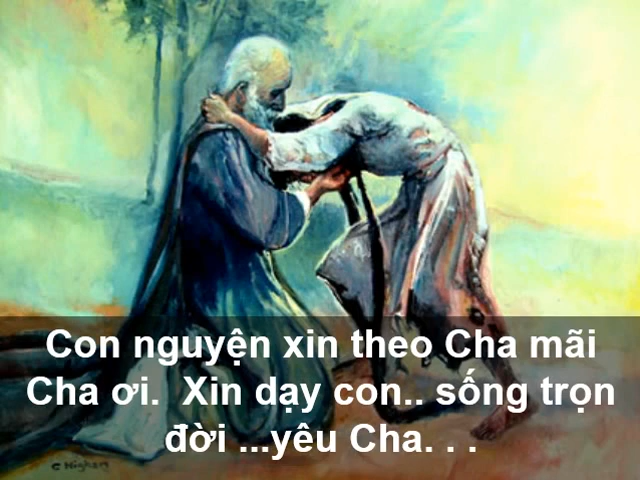 Con nguyện xin theo Cha mãi
Cha ơi.  Xin dạy con.. sống trọn
đời ...yêu Cha. . .